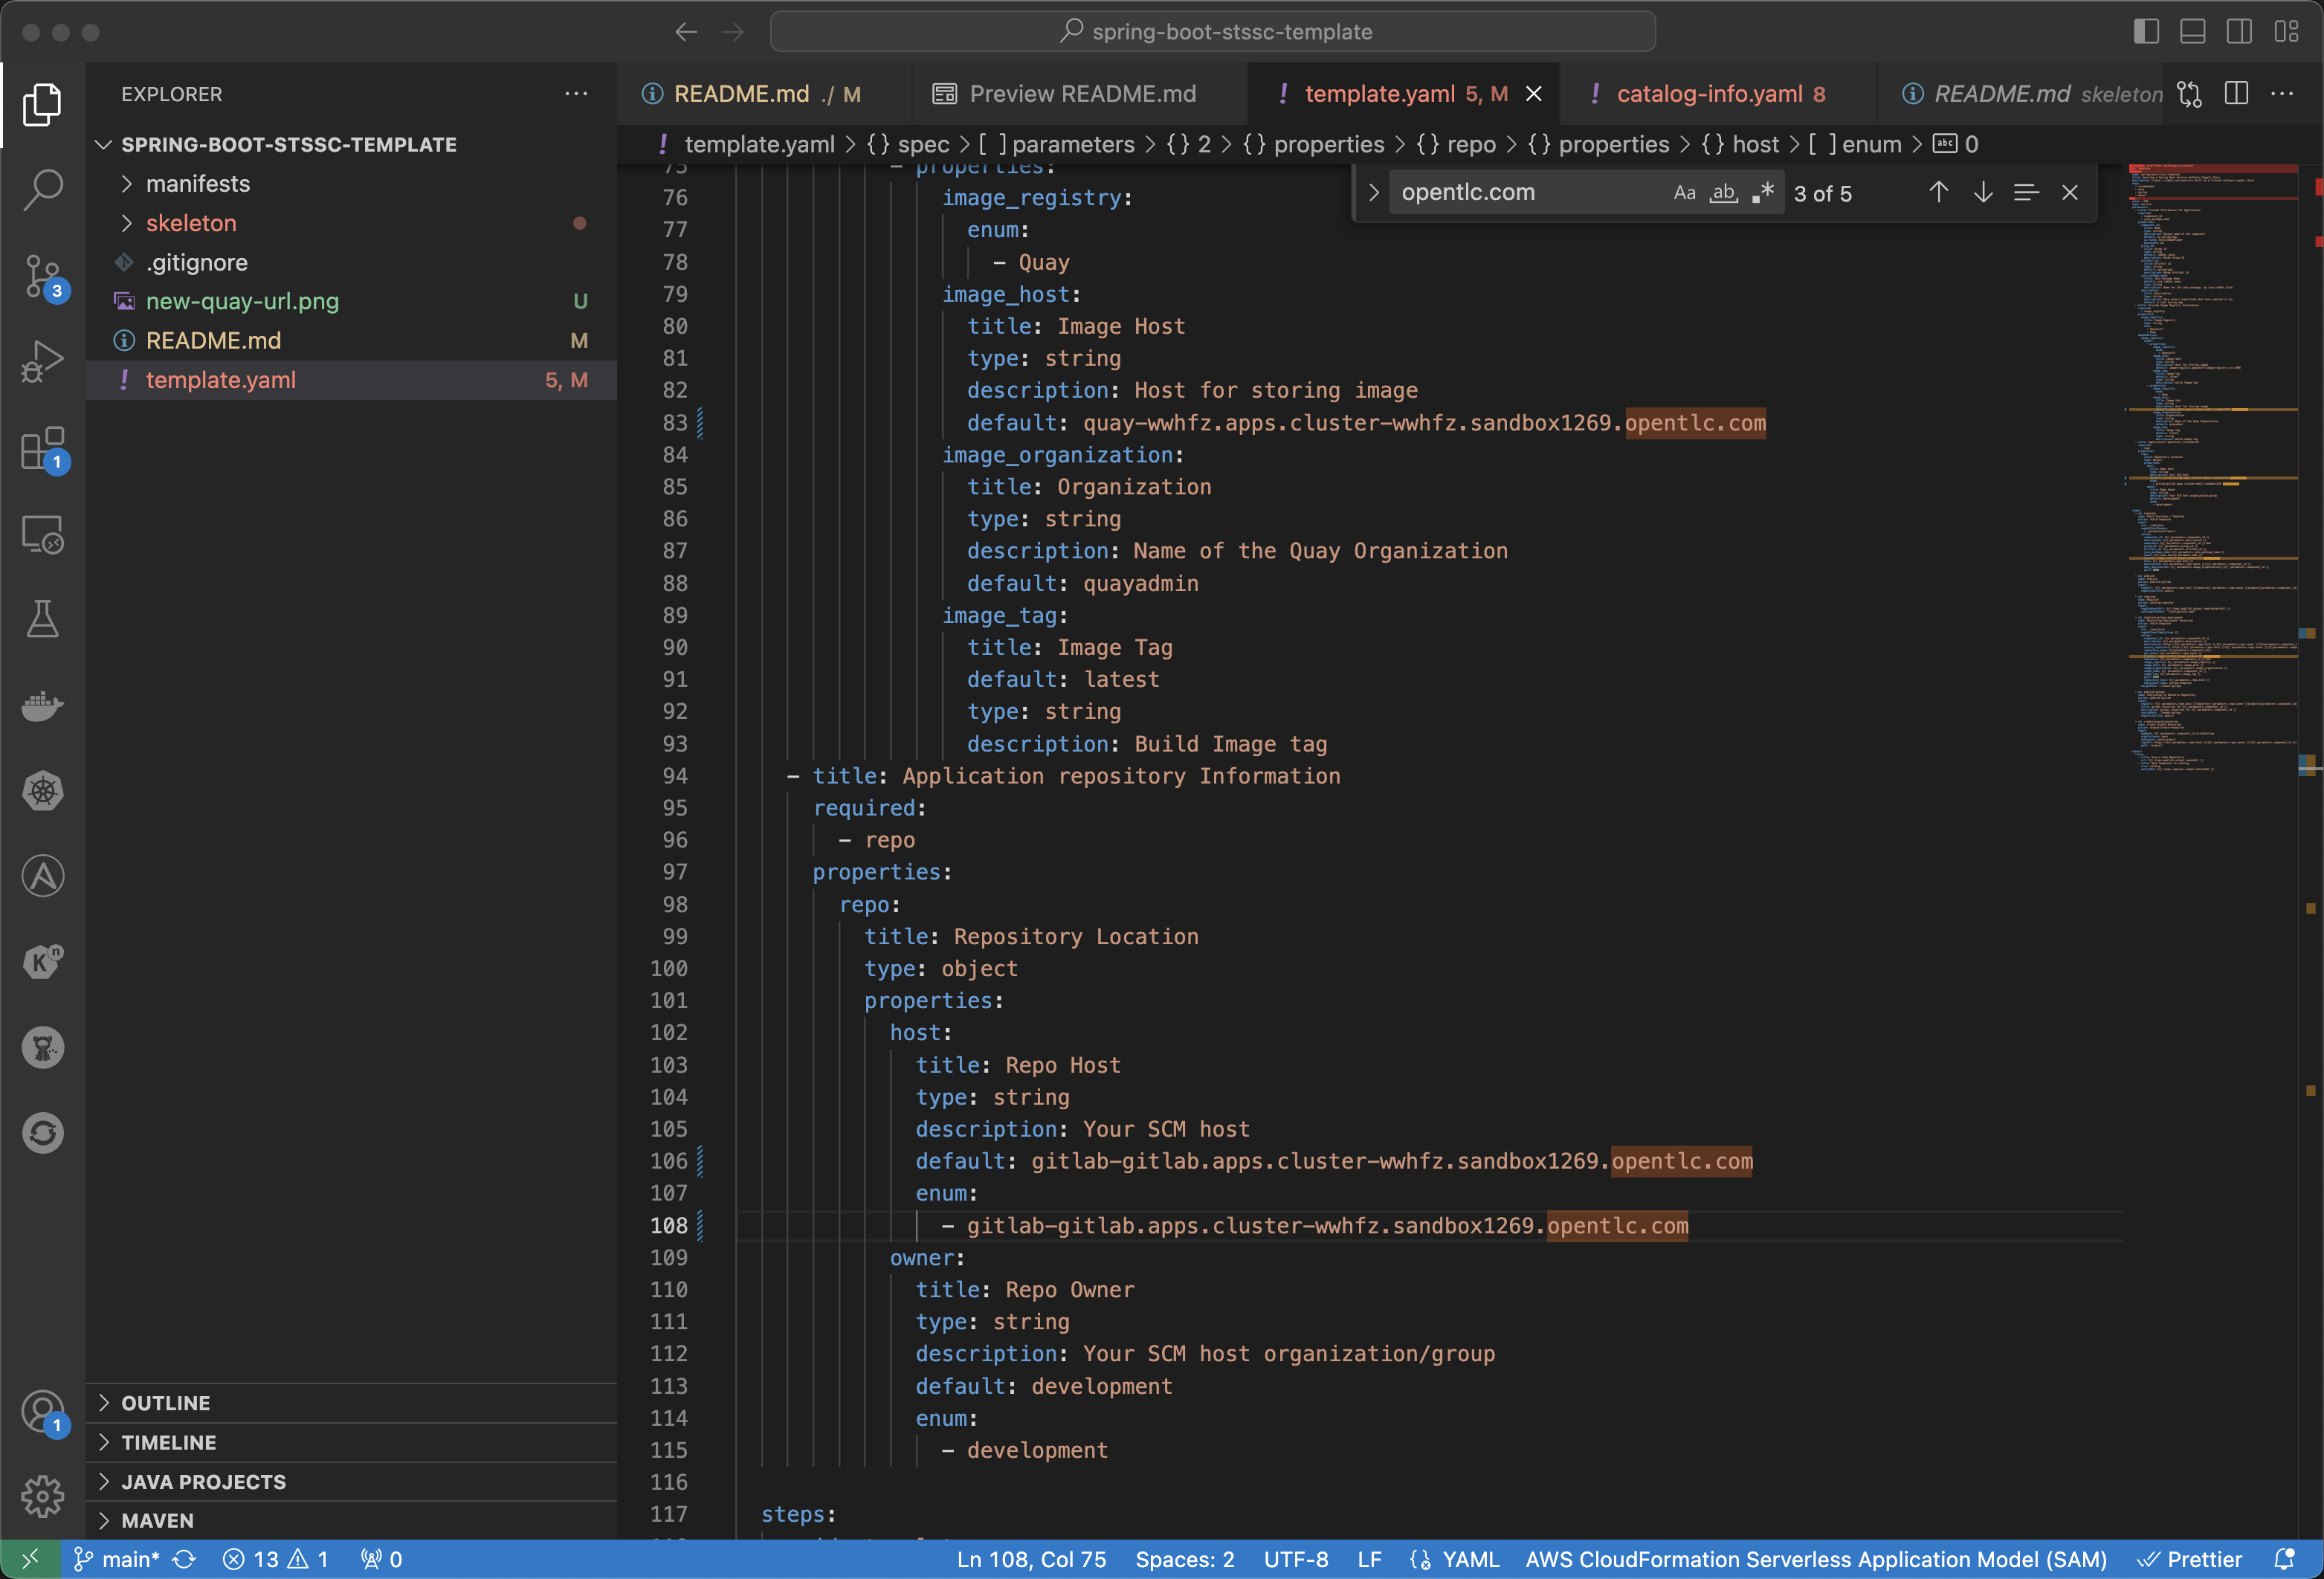 spring-boot-stssc-template
EXPLORER
SPRING-BOOT-STSSC-TEMPLATE
manifests
skeleton
.gitignore
new-quay-url.png U
README.md M
template.yaml 5, M
OUTLINE
TIMELINE
JAVA PROJECTS
MAVEN
3
1
1
README.md ./ M
Preview README.md
template.yaml 5, M
catalog-info.yaml 8
README.md skeleton
template.yaml > {} spec > [ ] parameters > {} 2 > {} properties > {} repo > {} properties > {} host > [ ] enum > abc 0
opentlc.com Aa ab .* 3 of 5
75 - properties:
76 image_registry:
77 enum:
78 - Quay
79 image_host:
80 title: Image Host
81 type: string
82 description: Host for storing image
83 default: quay-wwhfz.apps.cluster-wwhfz.sandbox1269.opentlc.com
84 image_organization:
85 title: Organization
86 type: string
87 description: Name of the Quay Organization
88 default: quayadmin
89 image_tag:
90 title: Image Tag
91 default: latest
92 type: string
93 description: Build Image tag
94 - title: Application repository Information
95 required:
96 - repo
97 properties:
98 repo:
99 title: Repository Location
100 type: object
101 properties:
102 host:
103 title: Repo Host
104 type: string
105 description: Your SCM host
106 default: gitlab-gitlab.apps.cluster-wwhfz.sandbox1269.opentlc.com
107 enum:
108 - gitlab-gitlab.apps.cluster-wwhfz.sandbox1269.opentlc.com
109 owner:
110 title: Repo Owner
111 type: string
112 description: Your SCM host organization/group
113 default: development
114 enum:
115 - development
116
117 steps:
main* 13 1 0
Ln 108, Col 75 Spaces: 2 UTF-8 LF YAML AWS CloudFormation Serverless Application Model (SAM) Prettier